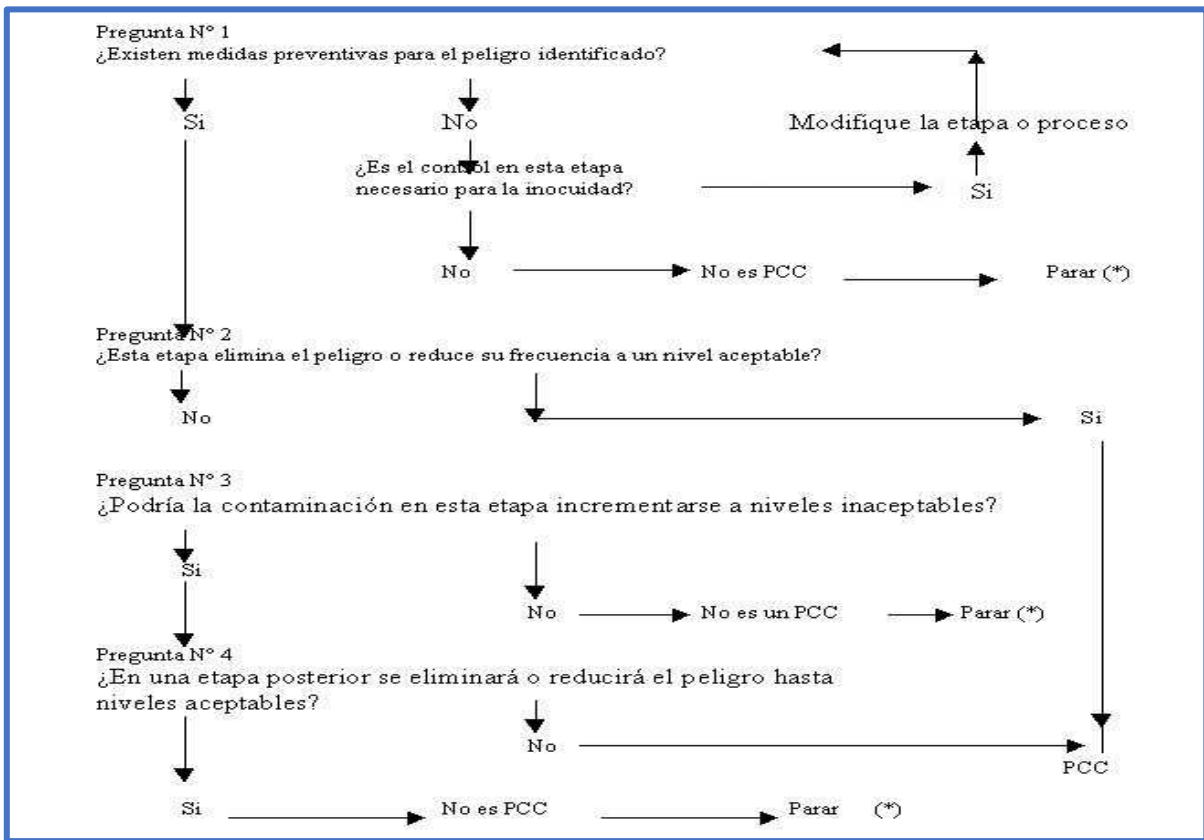 Pregunta Nº 1
¿Existen medidas preventivas para el peligro identificado?
Si
No
Modifique la etapa o proceso
¿Es el control en esta etapa
necesario para la inocuidad?
Si
No
No es PCC
Parar (*)
Pregunta Nº 2
¿Esta etapa elimina el peligro o reduce su frecuencia a un nivel aceptable?
No
Si
Pregunta Nº 3
¿Podría la contaminación en esta etapa incrementarse a niveles inaceptables?
Si
No
No es un PCC
Parar (*)
Pregunta Nº 4
¿En una etapa posterior se eliminará o reducirá el peligro hasta
niveles aceptables?
No
PCC
Si
No es PCC
Parar (*)